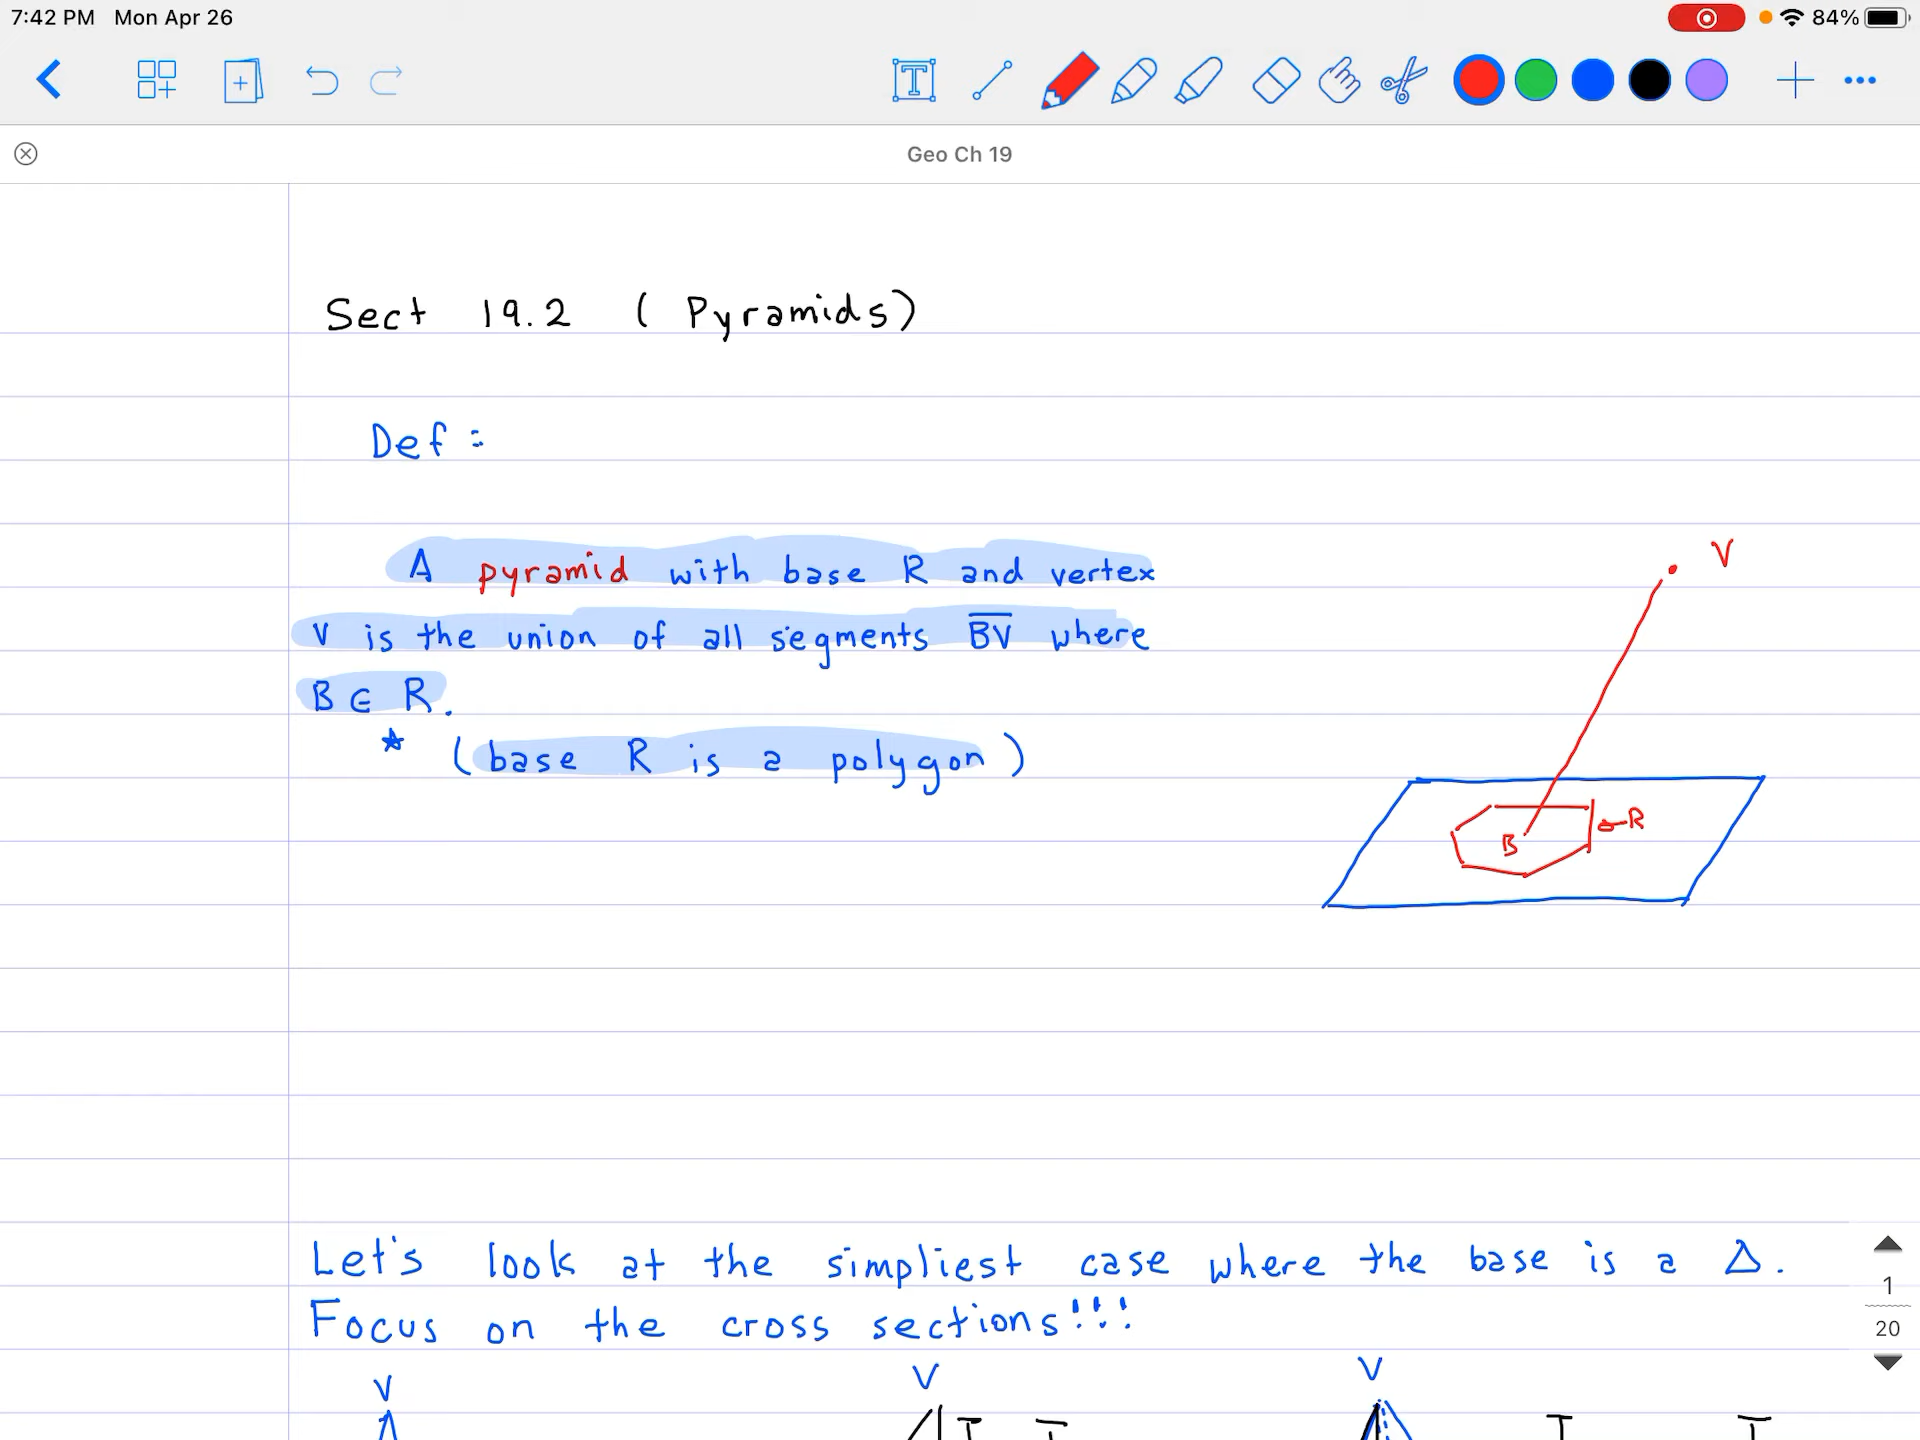 7:42 PM Mon Apr 26
84%
T
Geo Ch 19
Sect 19.2 ( Pyramids)
Def :
A pyramid with base R and vertex
V is the union of all segments B̅V̅ where
B ∈ R.
* (base R is a polygon)
V
B
R
Let's look at the simpliest case where the base is a Δ.
Focus on the cross sections!!!
1
20
V
V
V